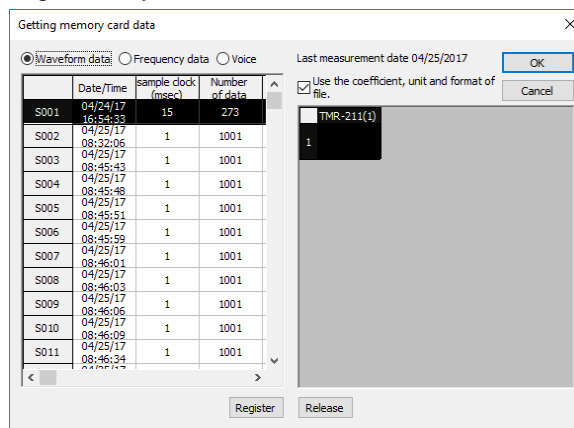 Getting memory card data
Waveform data Frequency data Voice
Last measurement date 04/25/2017
OK
Use the coefficient, unit and format of
file.
Cancel
Date/Time sample clock (msec) Number of data
S001 04/24/17 16:54:33 15 273
S002 04/25/17 08:32:06 1 1001
S003 04/25/17 08:45:43 1 1001
S004 04/25/17 08:45:48 1 1001
S005 04/25/17 08:45:51 1 1001
S006 04/25/17 08:45:59 1 1001
S007 04/25/17 08:46:01 1 1001
S008 04/25/17 08:46:03 1 1001
S009 04/25/17 08:46:06 1 1001
S010 04/25/17 08:46:09 1 1001
S011 04/25/17 08:46:34 1 1001
TMR-211(1)
1
Register
Release